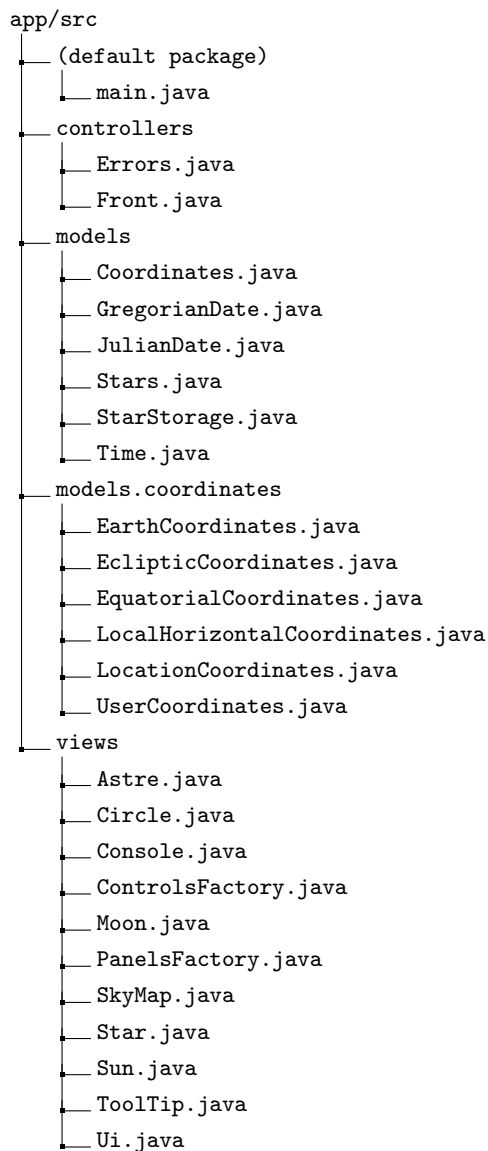 app/src
(default package)
main.java
controllers
Errors.java
Front.java
models
Coordinates.java
GregorianDate.java
JulianDate.java
Stars.java
StarStorage.java
Time.java
models.coordinates
EarthCoordinates.java
EclipticCoordinates.java
EquatorialCoordinates.java
LocalHorizontalCoordinates.java
LocationCoordinates.java
UserCoordinates.java
views
Astre.java
Circle.java
Console.java
ControlsFactory.java
Moon.java
PanelsFactory.java
SkyMap.java
Star.java
Sun.java
ToolTip.java
Ui.java